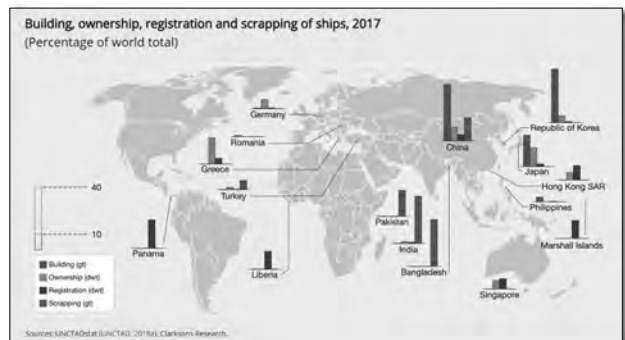 Building, ownership, registration and scrapping of ships, 2017
(Percentage of world total)
Germany
Romania
Greece
Turkey
China
Republic of Korea
Japan
Hong Kong SAR
Philippines
Marshall Islands
Pakistan
India
Bangladesh
Singapore
Panama
Liberia
40
10
Building (gt)
Ownership (dwt)
Registration (dwt)
Scrapping (gt)
Sources: UNCTADstat (UNCTAD, 2018a); Clarksons Research.